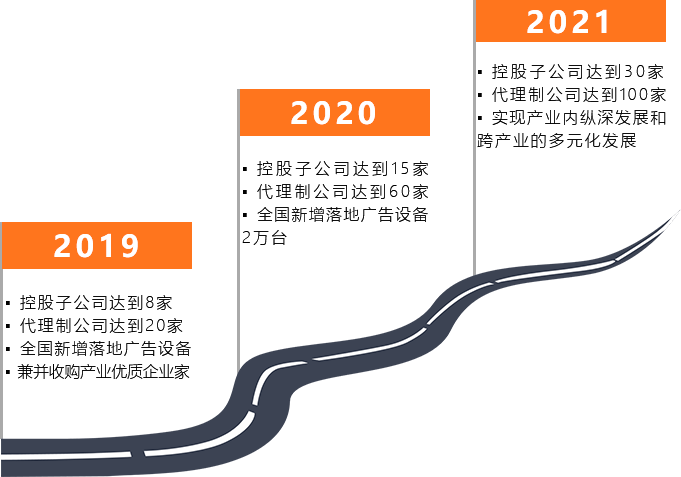 2021
▪ 控股子公司达到30家
▪ 代理制公司达到100家
▪ 实现产业内纵深发展和
跨产业的多元化发展
2020
▪ 控股子公司达到15家
▪ 代理制公司达到60家
▪ 全国新增落地广告设备
2万台
2019
▪ 控股子公司达到8家
▪ 代理制公司达到20家
▪ 全国新增落地广告设备
▪ 兼并收购产业优质企业家